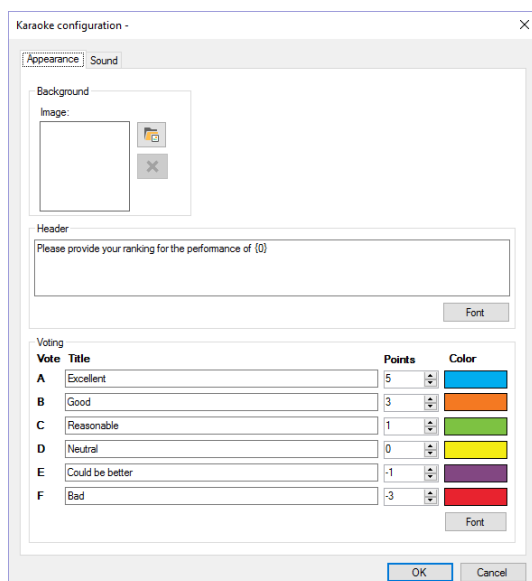 Karaoke configuration -
Appearance Sound
Background
Image:
Header
Please provide your ranking for the performance of {0}
Font
Voting
Vote Title Points Color
A Excellent 5
B Good 3
C Reasonable 1
D Neutral 0
E Could be better -1
F Bad -3
Font
OK Cancel